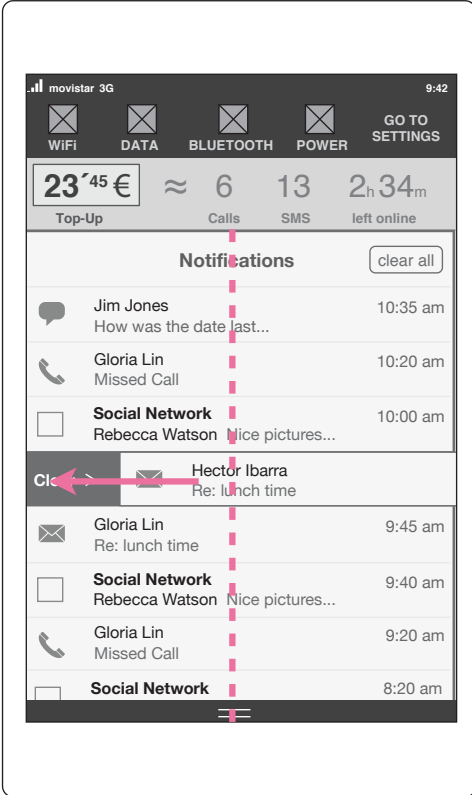 movistar 3G 9:42
WiFi DATA BLUETOOTH POWER GO TO SETTINGS
23´45 € ≈ 6 13 2h 34m
Top-Up Calls SMS left online
Notifications clear all
Jim Jones 10:35 am
How was the date last...
Gloria Lin 10:20 am
Missed Call
Social Network 10:00 am
Rebecca Watson Nice pictures...
Hector Ibarra
Re: lunch time
Gloria Lin 9:45 am
Re: lunch time
Social Network 9:40 am
Rebecca Watson Nice pictures...
Gloria Lin 9:20 am
Missed Call
Social Network 8:20 am